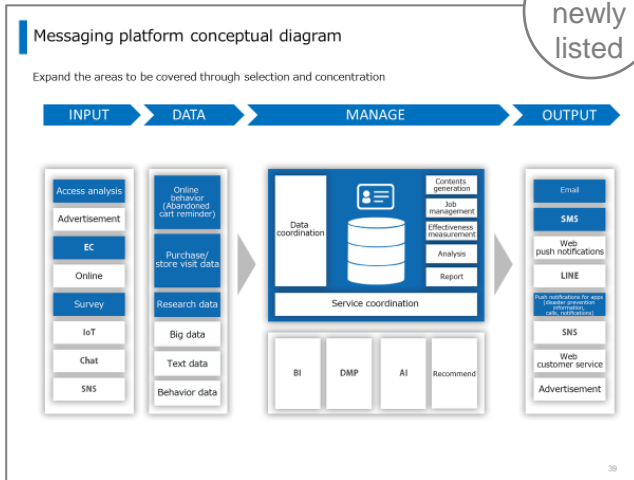 newly
listed
Messaging platform conceptual diagram
Expand the areas to be covered through selection and concentration
INPUT
DATA
MANAGE
OUTPUT
Access analysis
Advertisement
EC
Online
Survey
IoT
Chat
SNS
Online
behavior
(Abandoned
cart reminder)
Purchase/
store visit data
Research data
Big data
Text data
Behavior data
Data
coordination
Contents
generation
Job
management
Effectiveness
measuremeint
Analysis
Report
Service coordination
BI
DMP
AI
Recommend
Email
SMS
Web
push notifications
LINE
Push notifications for apps
(disaster prevention
information,
calls, notifications)
SNS
Web
customer service
Advertisement
39